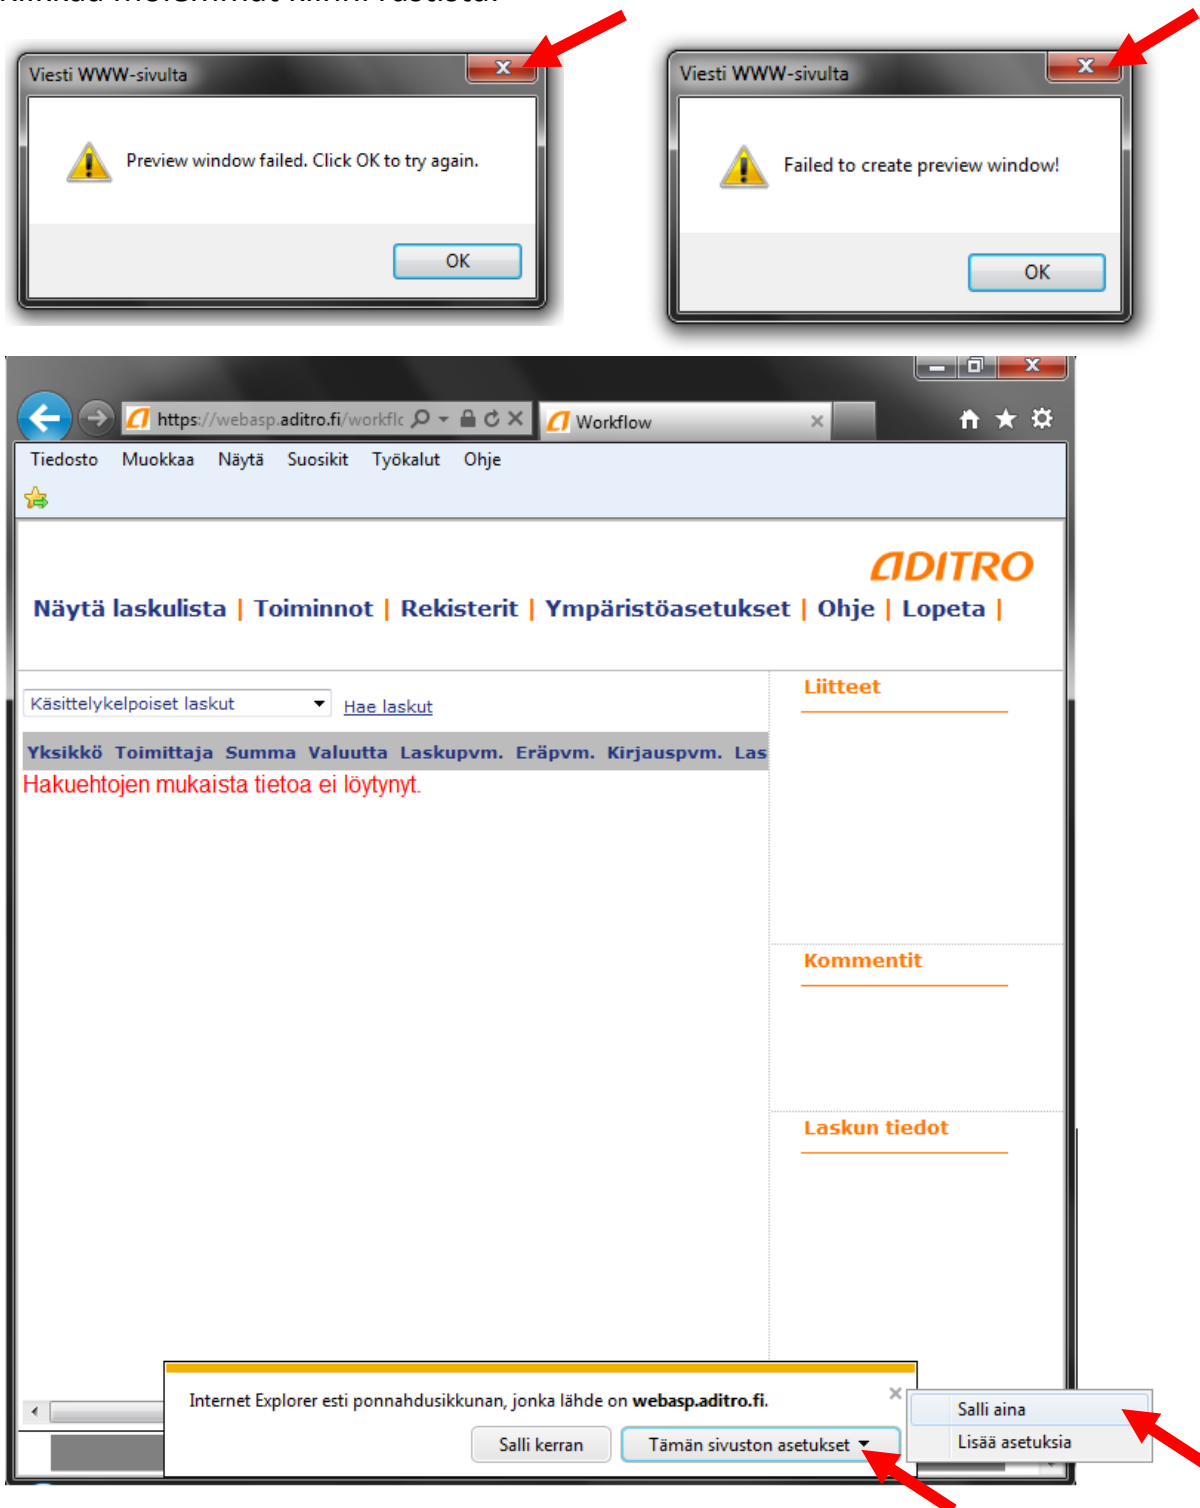 molemmat kiinni rastista.
Viesti WWW-sivulta
Preview window failed. Click OK to try again.
OK
Viesti WWW-sivulta
Failed to create preview window!
OK
https://webasp.aditro.fi/workflc
Workflow
Tiedosto Muokkaa Näytä Suosikit Työkalut Ohje
ADITRO
Näytä laskulista | Toiminnot | Rekisterit | Ympäristöasetukset | Ohje | Lopeta |
Käsittelykelpoiset laskut
Hae laskut
Yksikkö Toimittaja Summa Valuutta Laskupvm. Eräpvm. Kirjauspvm. Las
Hakuehtojen mukaista tietoa ei löytynyt.
Liitteet
Kommentit
Laskun tiedot
Internet Explorer esti ponnahdusikkunan, jonka lähde on webasp.aditro.fi.
Salli kerran
Tämän sivuston asetukset
Salli aina
Lisää asetuksia